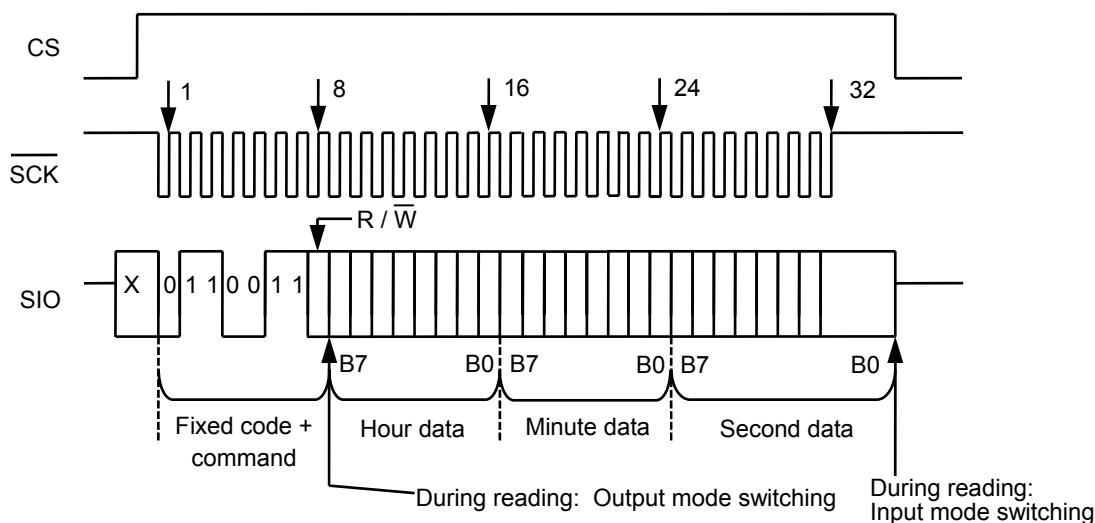 CS
1 8 16 24 32
SCK
R / W
SIO X 0 1 1 0 0 1 1
B7 B0 B7 B0 B7 B0
Fixed code +
command
Hour data
Minute data
Second data
During reading: Output mode switching
During reading:
Input mode switching